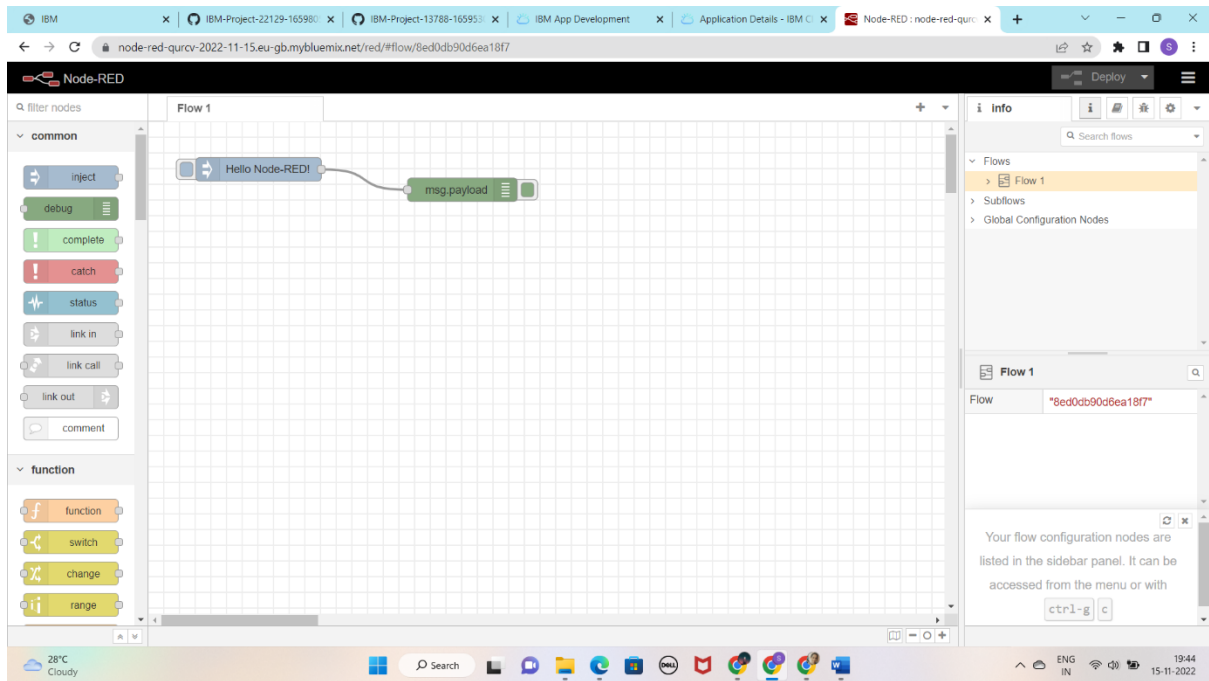 IBM
IBM-Project-22129-165980
IBM-Project-13788-165953
IBM App Development
Application Details - IBM C
Node-RED : node-red-qurc
node-red-qurcv-2022-11-15.eu-gb.mybluemix.net/red/#flow/8ed0db90d6ea18f7
S
Node-RED
Deploy
filter nodes
Flow 1
i info
i
common
Search flows
inject
Hello Node-RED!
Flows
Flow 1
debug
msg.payload
Subflows
Global Configuration Nodes
complete
catch
status
link in
link call
Flow 1
link out
Flow
"8ed0db90d6ea18f7"
comment
function
function
switch
change
range
Your flow configuration nodes are
listed in the sidebar panel. It can be
accessed from the menu or with
ctrl-g c
28°C
Cloudy
Search
DELL
ENG
IN
19:44
15-11-2022